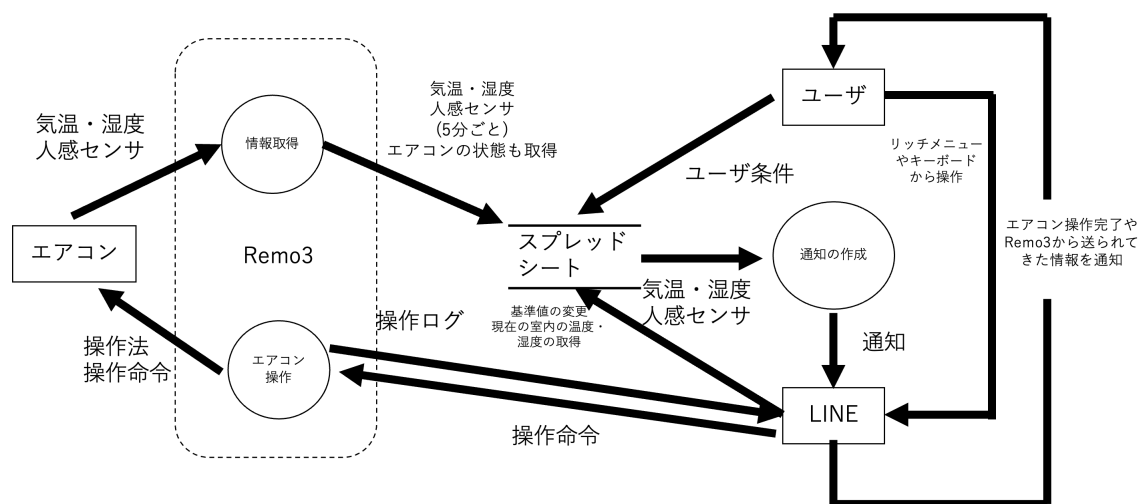 気温・湿度
人感センサ
情報取得
気温・湿度
人感センサ
(5分ごと)
エアコンの状態も取得
ユーザ
リッチメニュー
やキーボード
から操作
ユーザ条件
エアコン
Remo3
スプレッド
シート
通知の作成
エアコン操作完了や
Remo3から送られて
きた情報を通知
気温・湿度
人感センサ
基準値の変更
現在の室内の温度・
湿度の取得
操作ログ
操作法
操作命令
エアコン
操作
通知
LINE
操作命令